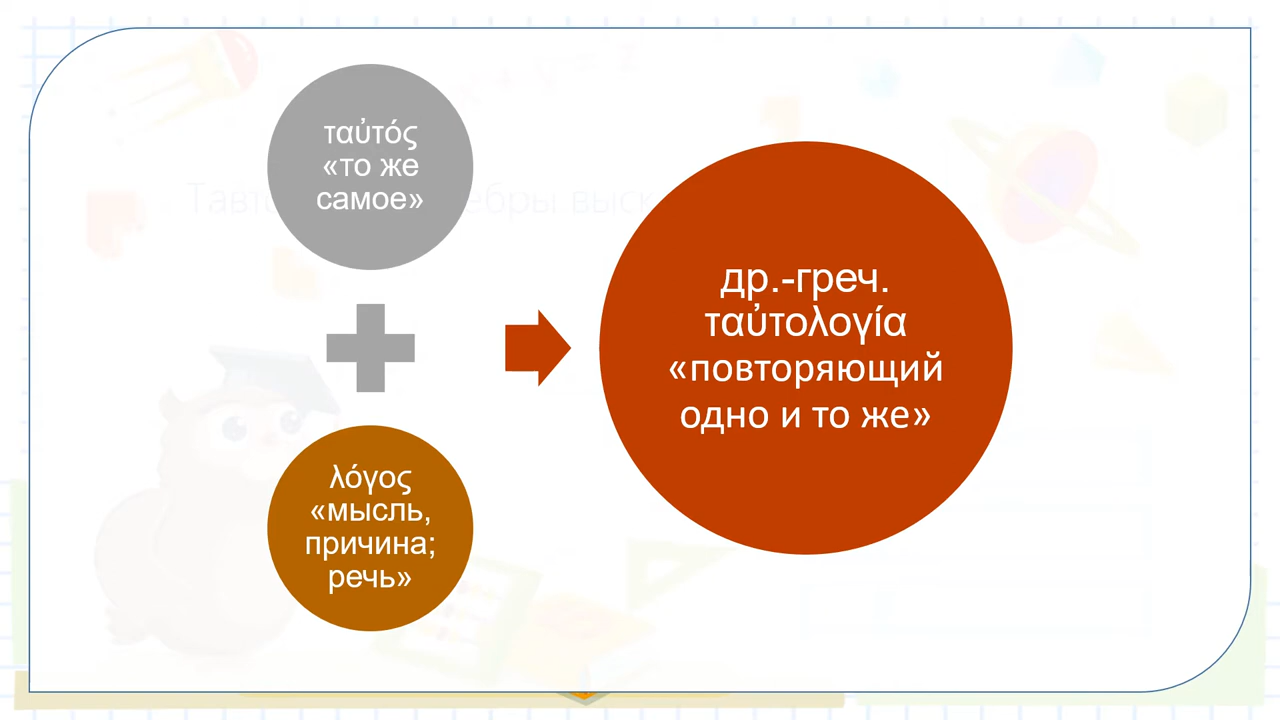 ταὐτός
«то же
самое»
λόγος
«мысль,
причина;
речь»
др.-греч.
ταὐτολογία
«повторяющий
одно и то же»